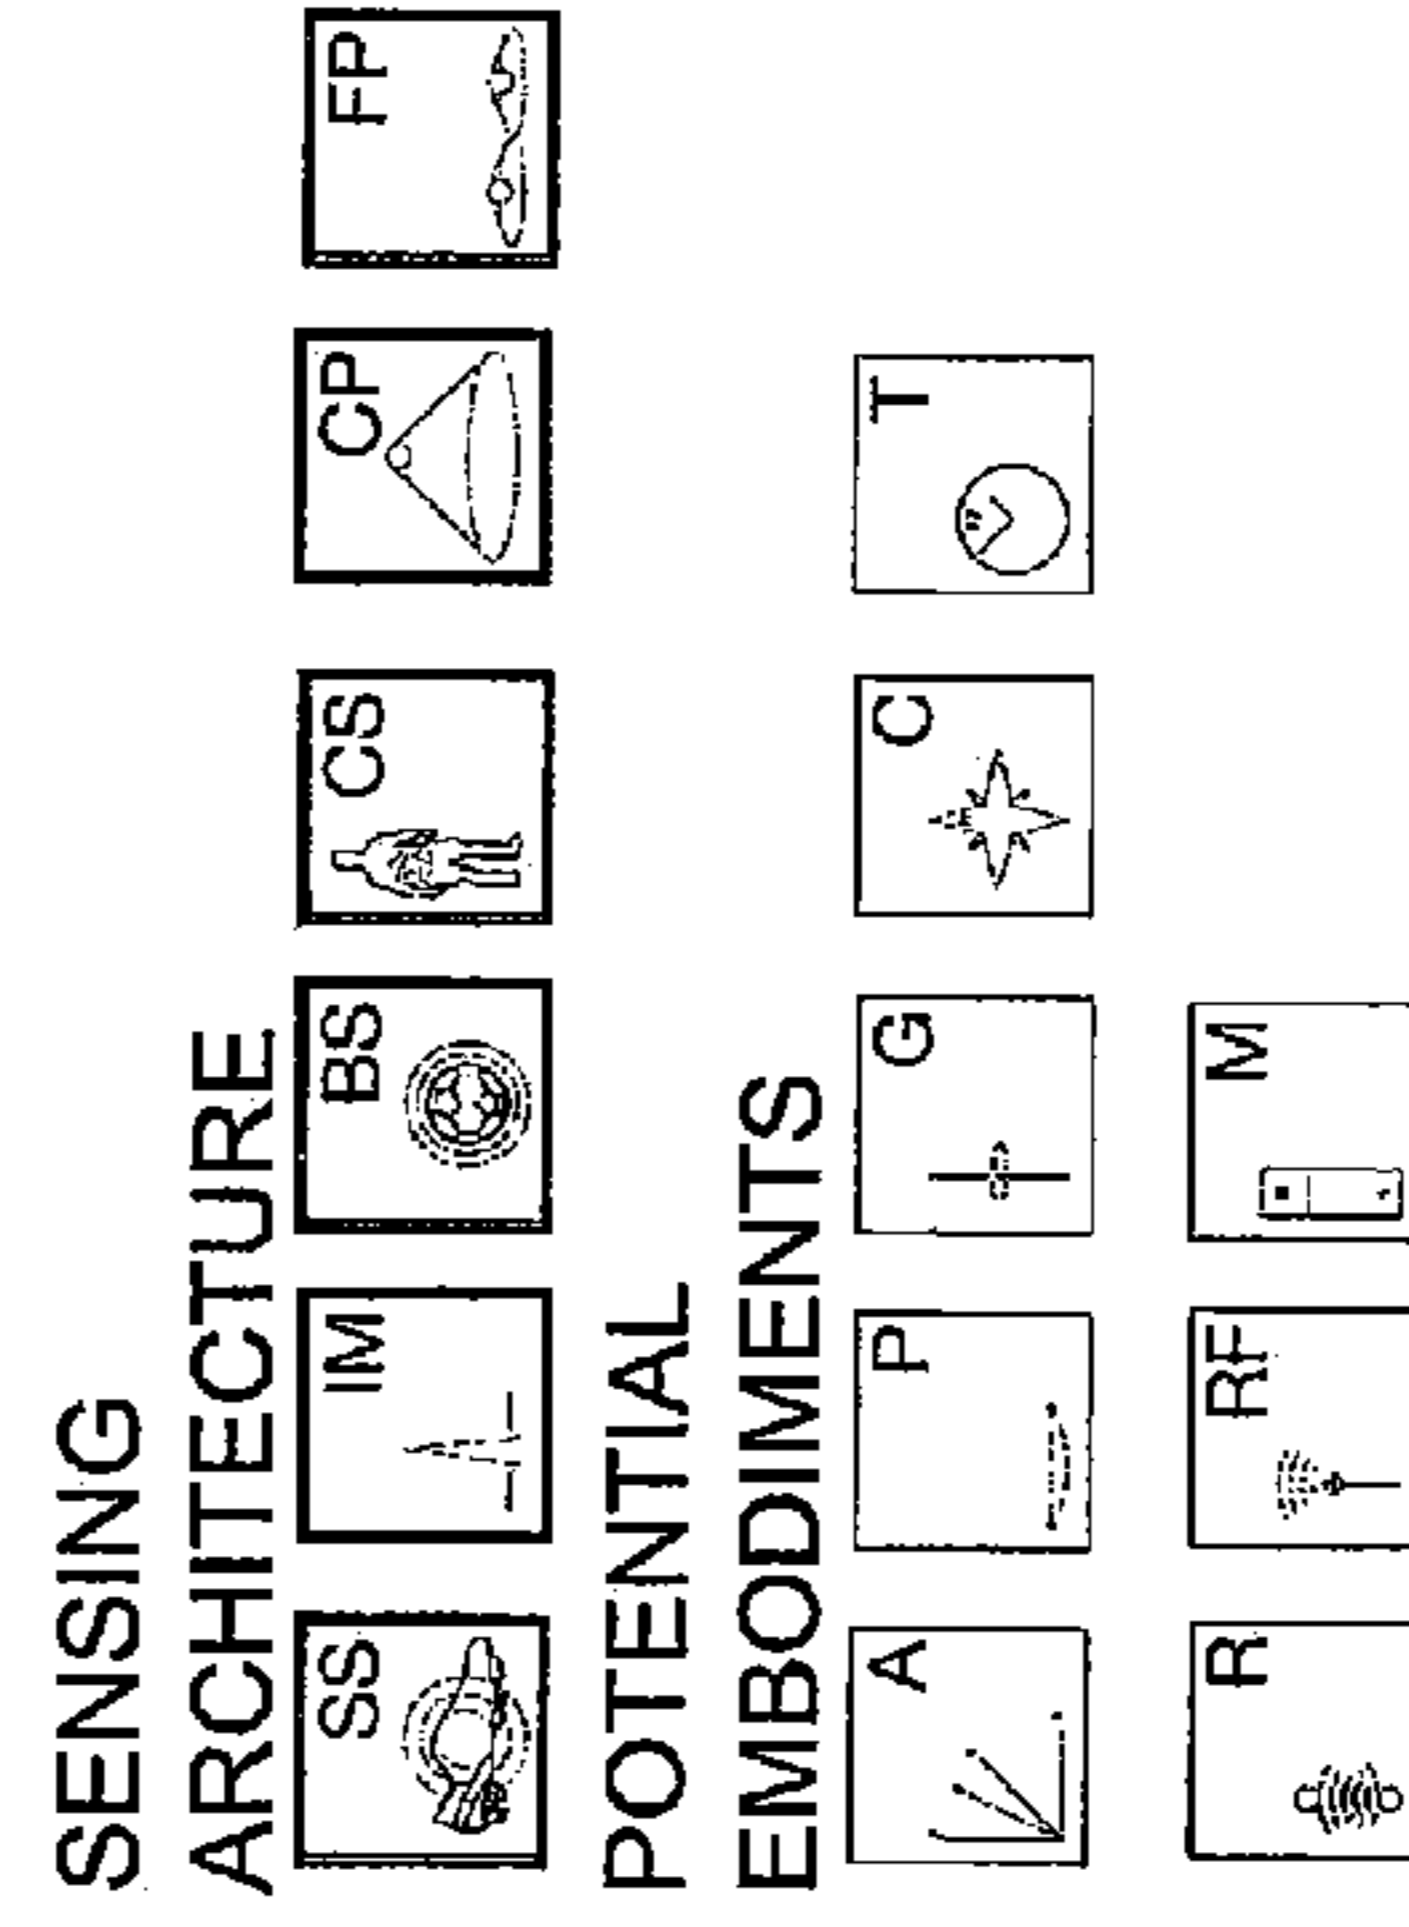 SENSING
ARCHITECTURE
SS IM BS CS CP FP
POTENTIAL
EMBODIMENTS
A P G C T
R RF M